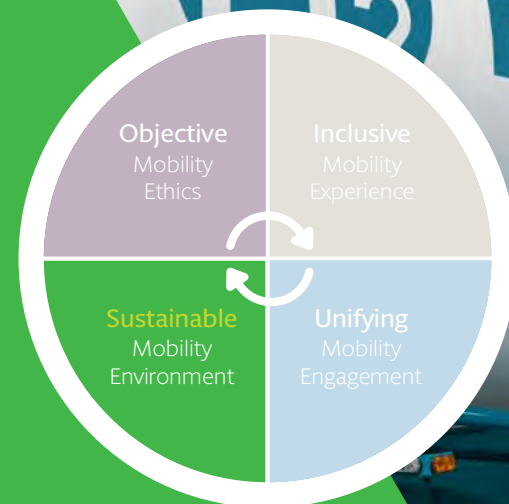 Objective
Mobility
Ethics
Inclusive
Mobility
Experience
Sustainable
Mobility
Environment
Unifying
Mobility
Engagement